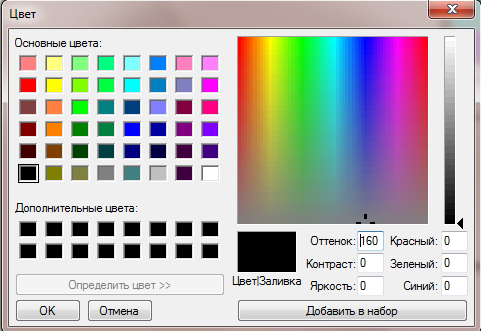 Цвет
Основные цвета:
Дополнительные цвета:
Определить цвет >>
ОК
Отмена
Цвет|Заливка
Оттенок: 160
Контраст: 0
Яркость: 0
Красный: 0
Зеленый: 0
Синий: 0
Добавить в набор